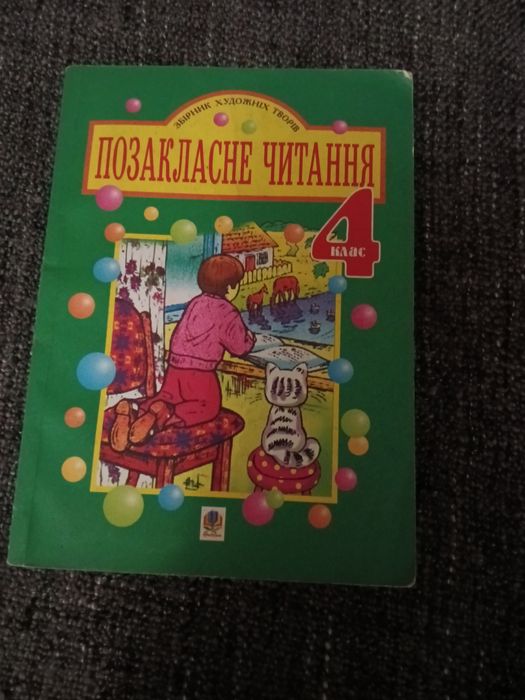 ЗБІРНИК ХУДОЖНІХ ТВОРІВ
ПОЗАКЛАСНЕ ЧИТАННЯ
4
клас